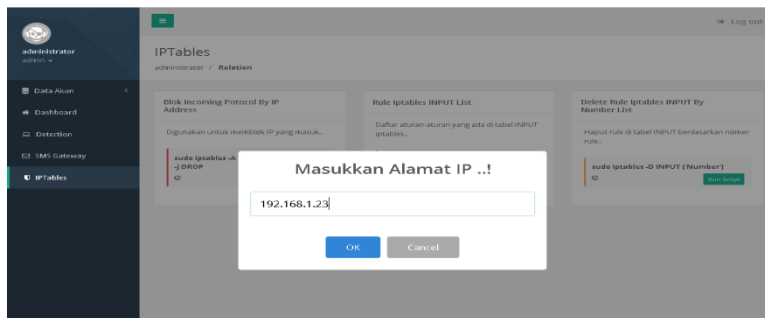 Log out
administrator
admin
IPTables
administrator / Relation
Data Akun
Dashboard
Detection
SMS Gateway
IPTables
Blok Incoming Potocol By IP
Address
Digunakan untuk memblok IP yang masuk..
sudo iptables -A
-j DROP
Rule Iptables INPUT List
Daftar aturan-aturan yang ada di tabel INPUT
iptables..
Delete Rule Iptables INPUT By
Number List
Hapus rule di tabel INPUT berdasarkan nomer
rule..
sudo iptables -D INPUT ['Number']
Run Script
Masukkan Alamat IP ..!
192.168.1.23
OK
Cancel